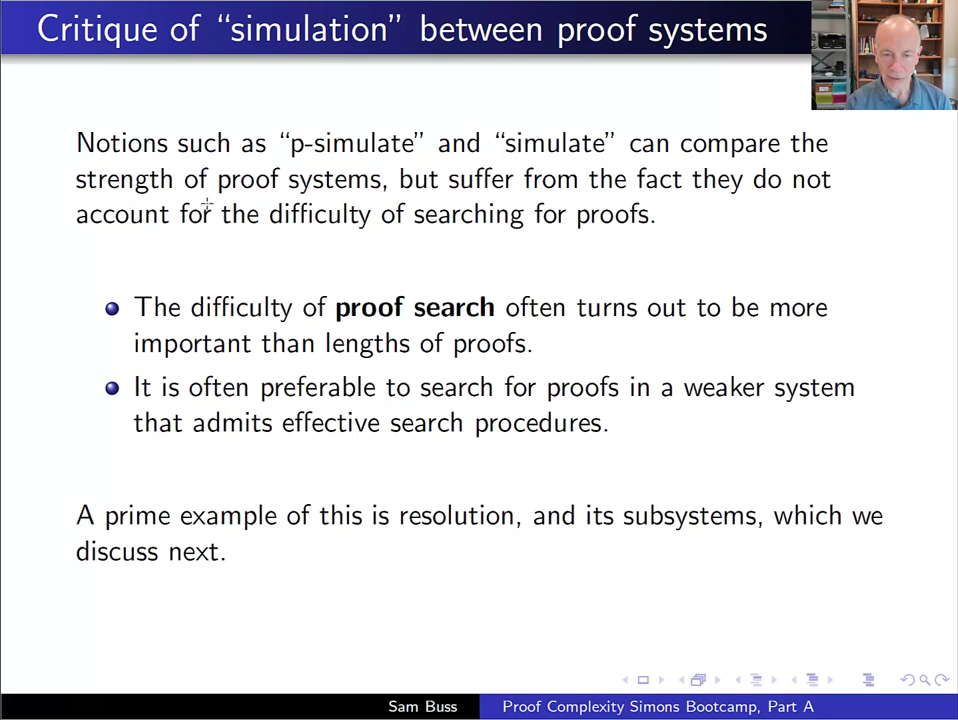 Critique of “simulation” between proof systems
Notions such as “p-simulate” and “simulate” can compare the
strength of proof systems, but suffer from the fact they do not
account for the difficulty of searching for proofs.
The difficulty of proof search often turns out to be more
important than lengths of proofs.
It is often preferable to search for proofs in a weaker system
that admits effective search procedures.
A prime example of this is resolution, and its subsystems, which we
discuss next.
Sam Buss
Proof Complexity Simons Bootcamp, Part A